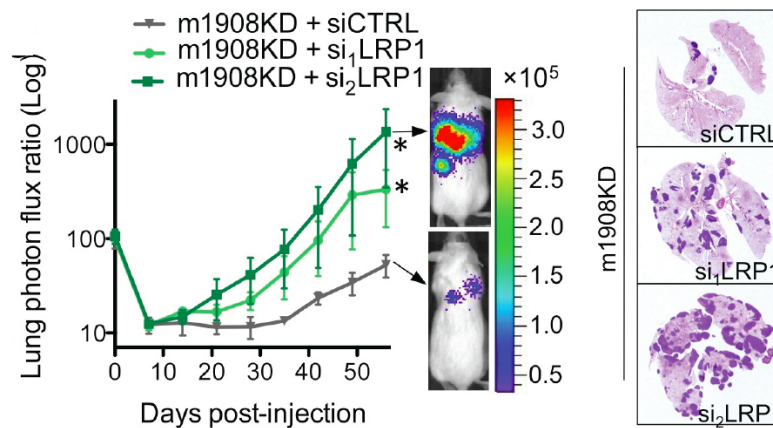 m1908KD + siCTRL
m1908KD + si₁LRP1
m1908KD + si₂LRP1
Lung photon flux ratio (Log)
1000
100
10
0
10
20
30
40
50
Days post-injection
*
*
×10⁵
3.0
2.5
2.0
1.5
1.0
0.5
m1908KD
siCTRL
si₁LRP1
si₂LRP